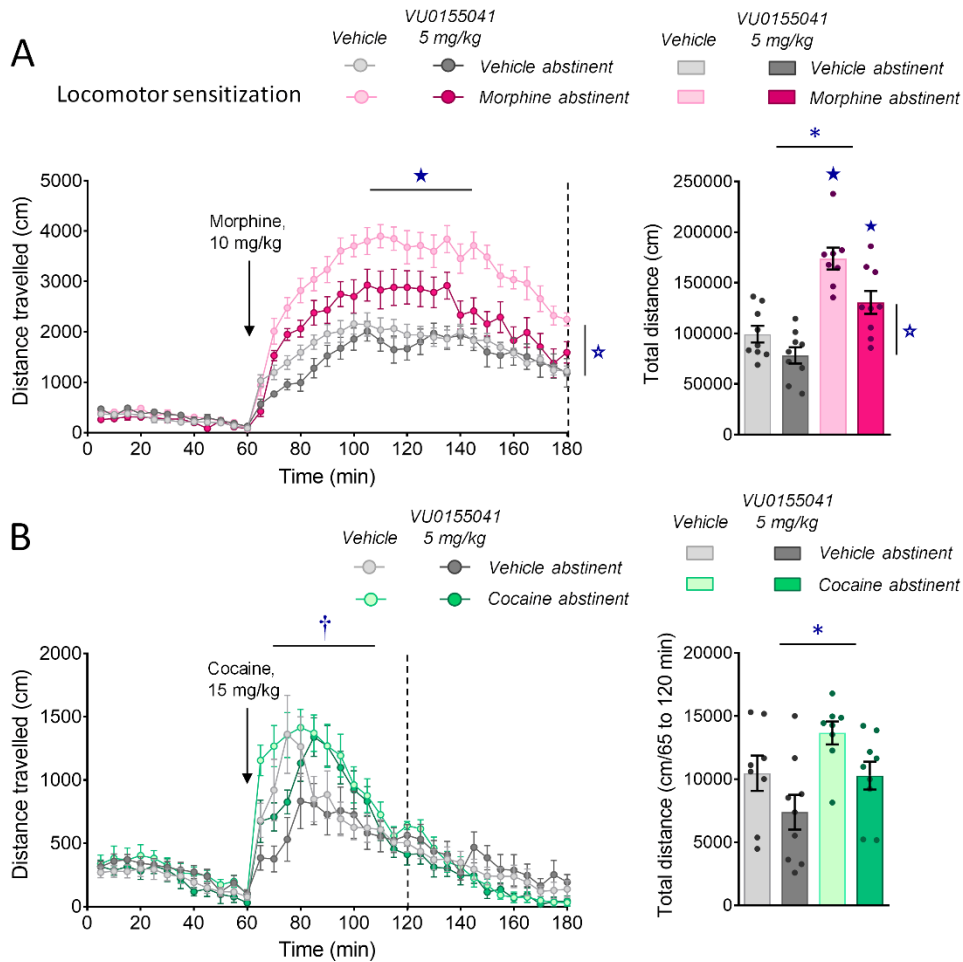 A
Locomotor sensitization
Vehicle
VU0155041
5 mg/kg
Vehicle abstinent
Morphine abstinent
Vehicle
VU0155041
5 mg/kg
Vehicle abstinent
Morphine abstinent
Distance travelled (cm)
5000
4000
3000
2000
1000
0
Morphine,
10 mg/kg
★
☆
0 20 40 60 80 100 120 140 160 180
Time (min)
Total distance (cm)
250000
200000
150000
100000
50000
0
*
★
★
☆
B
Vehicle
VU0155041
5 mg/kg
Vehicle abstinent
Cocaine abstinent
Vehicle
VU0155041
5 mg/kg
Vehicle abstinent
Cocaine abstinent
Distance travelled (cm)
2000
1500
1000
500
0
Cocaine,
15 mg/kg
†
0 20 40 60 80 100 120 140 160 180
Time (min)
Total distance (cm/65 to 120 min)
20000
15000
10000
5000
0
*